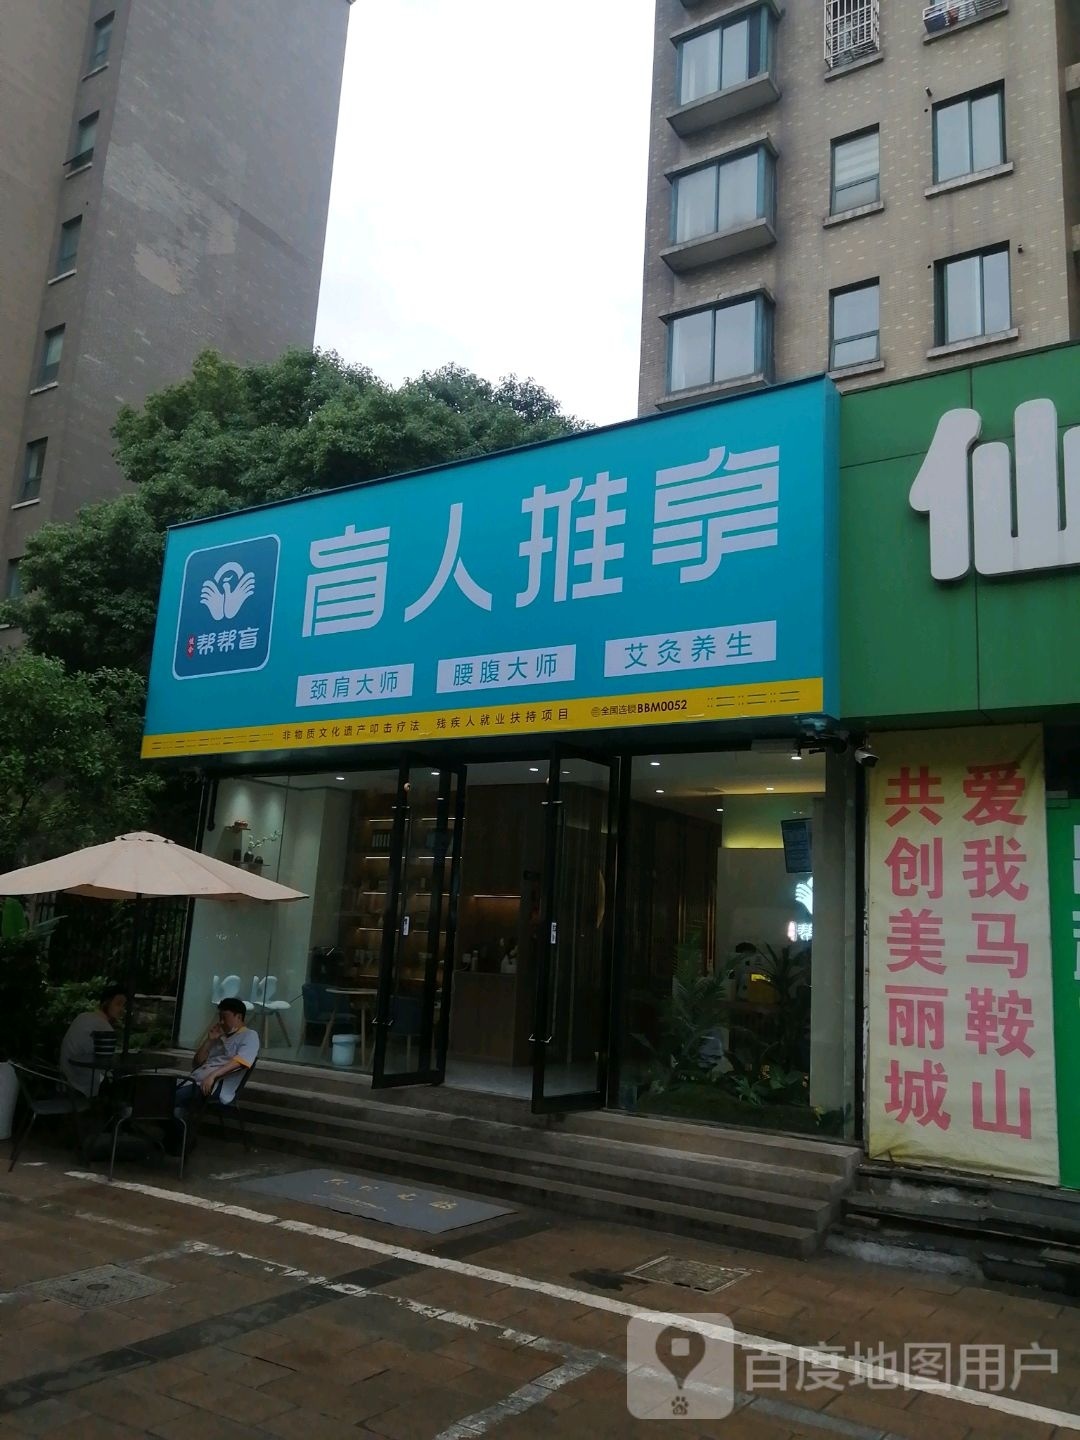 盲人推拿
佐今
帮帮盲
颈肩大师 腰腹大师 艾灸养生
非物质文化遗产叩击疗法 残疾人就业扶持项目 全国连锁BBM0052
仙
爱我马鞍山
共创美丽城
百度地图用户